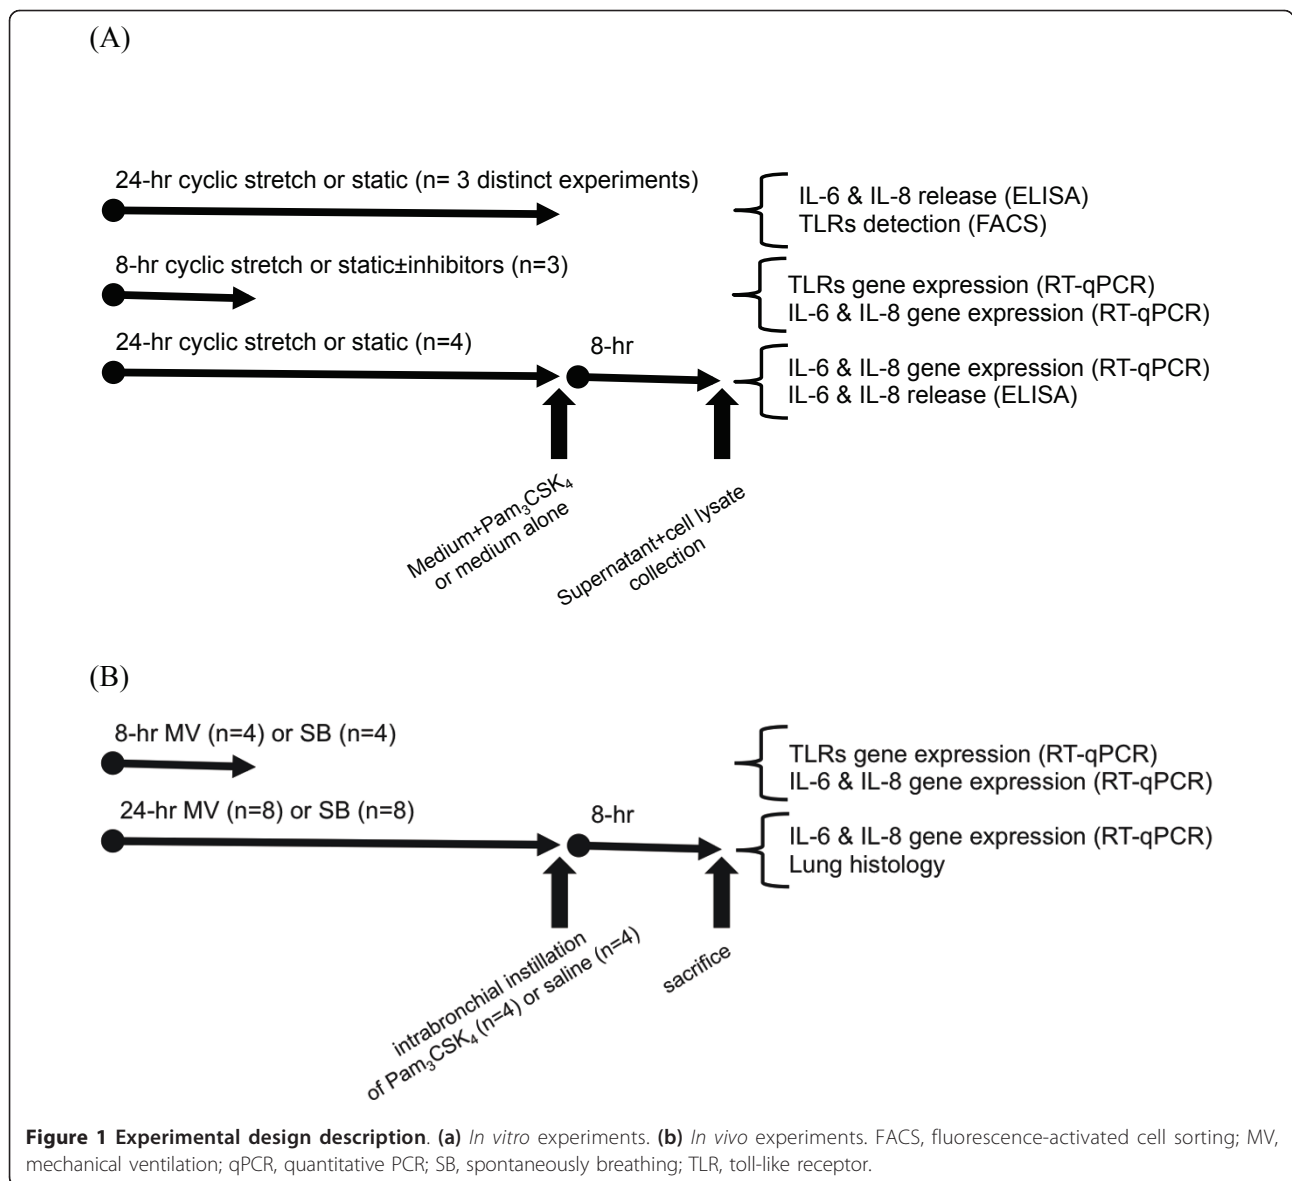 (A)
24-hr cyclic stretch or static (n= 3 distinct experiments)
IL-6 & IL-8 release (ELISA)
TLRs detection (FACS)
8-hr cyclic stretch or static±inhibitors (n=3)
TLRs gene expression (RT-qPCR)
IL-6 & IL-8 gene expression (RT-qPCR)
24-hr cyclic stretch or static (n=4)
8-hr
IL-6 & IL-8 gene expression (RT-qPCR)
IL-6 & IL-8 release (ELISA)
Medium+Pam₃CSK₄
or medium alone
Supernatant+cell lysate
collection
(B)
8-hr MV (n=4) or SB (n=4)
TLRs gene expression (RT-qPCR)
IL-6 & IL-8 gene expression (RT-qPCR)
24-hr MV (n=8) or SB (n=8)
8-hr
IL-6 & IL-8 gene expression (RT-qPCR)
Lung histology
intrabronchial instillation
of Pam₃CSK₄ (n=4) or saline (n=4)
sacrifice
Figure 1 Experimental design description. (a) In vitro experiments. (b) In vivo experiments. FACS, fluorescence-activated cell sorting; MV,
mechanical ventilation; qPCR, quantitative PCR; SB, spontaneously breathing; TLR, toll-like receptor.